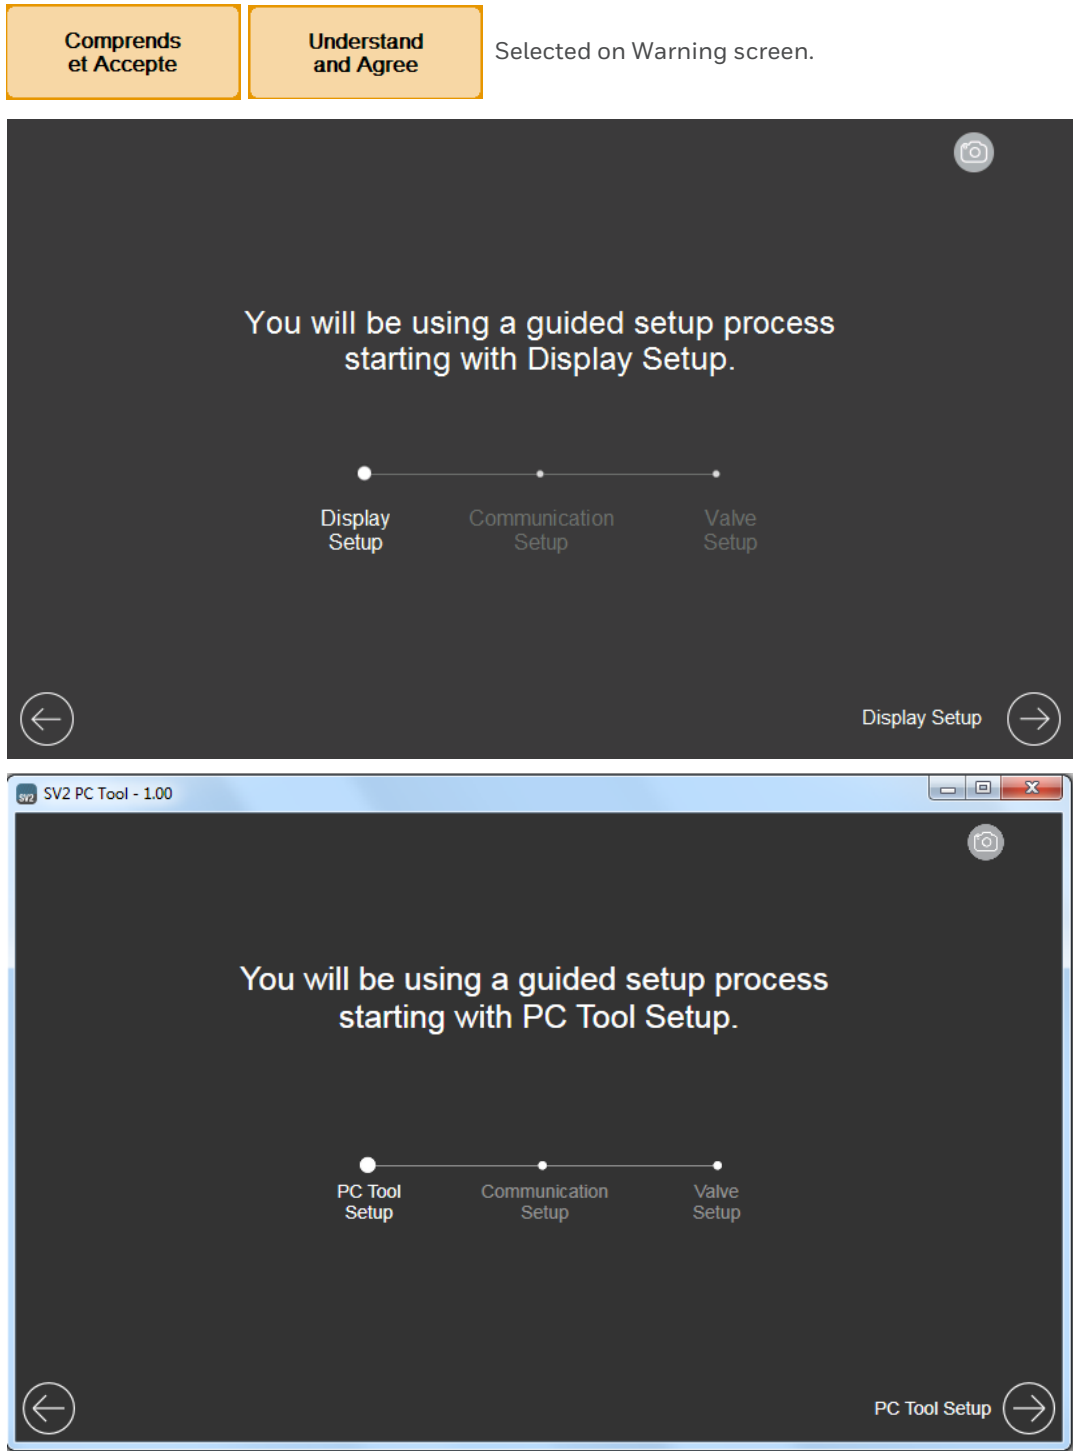 Comprends
et Accepte
Understand
and Agree
Selected on Warning screen.
You will be using a guided setup process
starting with Display Setup.
Display
Setup
Communication
Setup
Valve
Setup
Display Setup
SV2 SV2 PC Tool - 1.00
You will be using a guided setup process
starting with PC Tool Setup.
PC Tool
Setup
Communication
Setup
Valve
Setup
PC Tool Setup